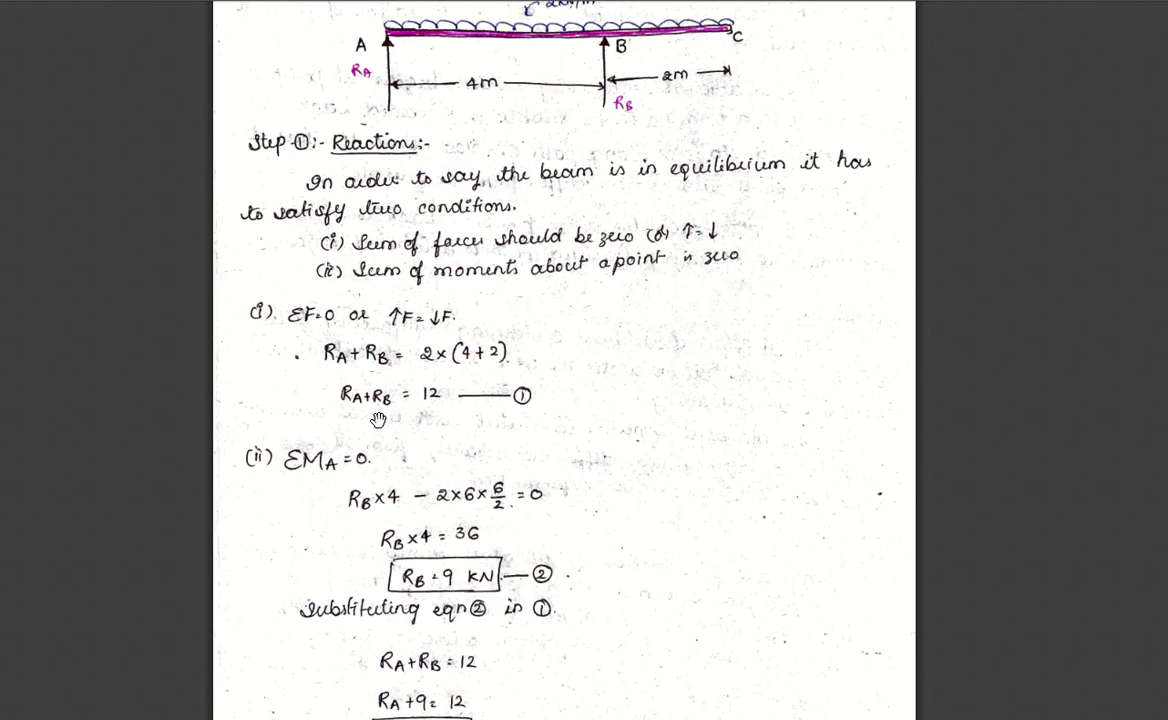 A
B
C
RA
4m
2m
RB
Step ①:- Reactions:-
In order to say the beam is in equilibrium it has
to satisfy two conditions.
(i) Sum of forces should be zero (or) ↑=↓
(ii) Sum of moments about a point is zero
(i). ΣF=0 or ↑F=↓F.
RA+RB = 2×(4+2).
RA+RB = 12 ——①
(ii) ΣMA=0.
RB×4 - 2×6×6/2 =0
RB×4 = 36
RB=9 KN —②.
Substituting eqn② in ①.
RA+RB=12
RA+9= 12